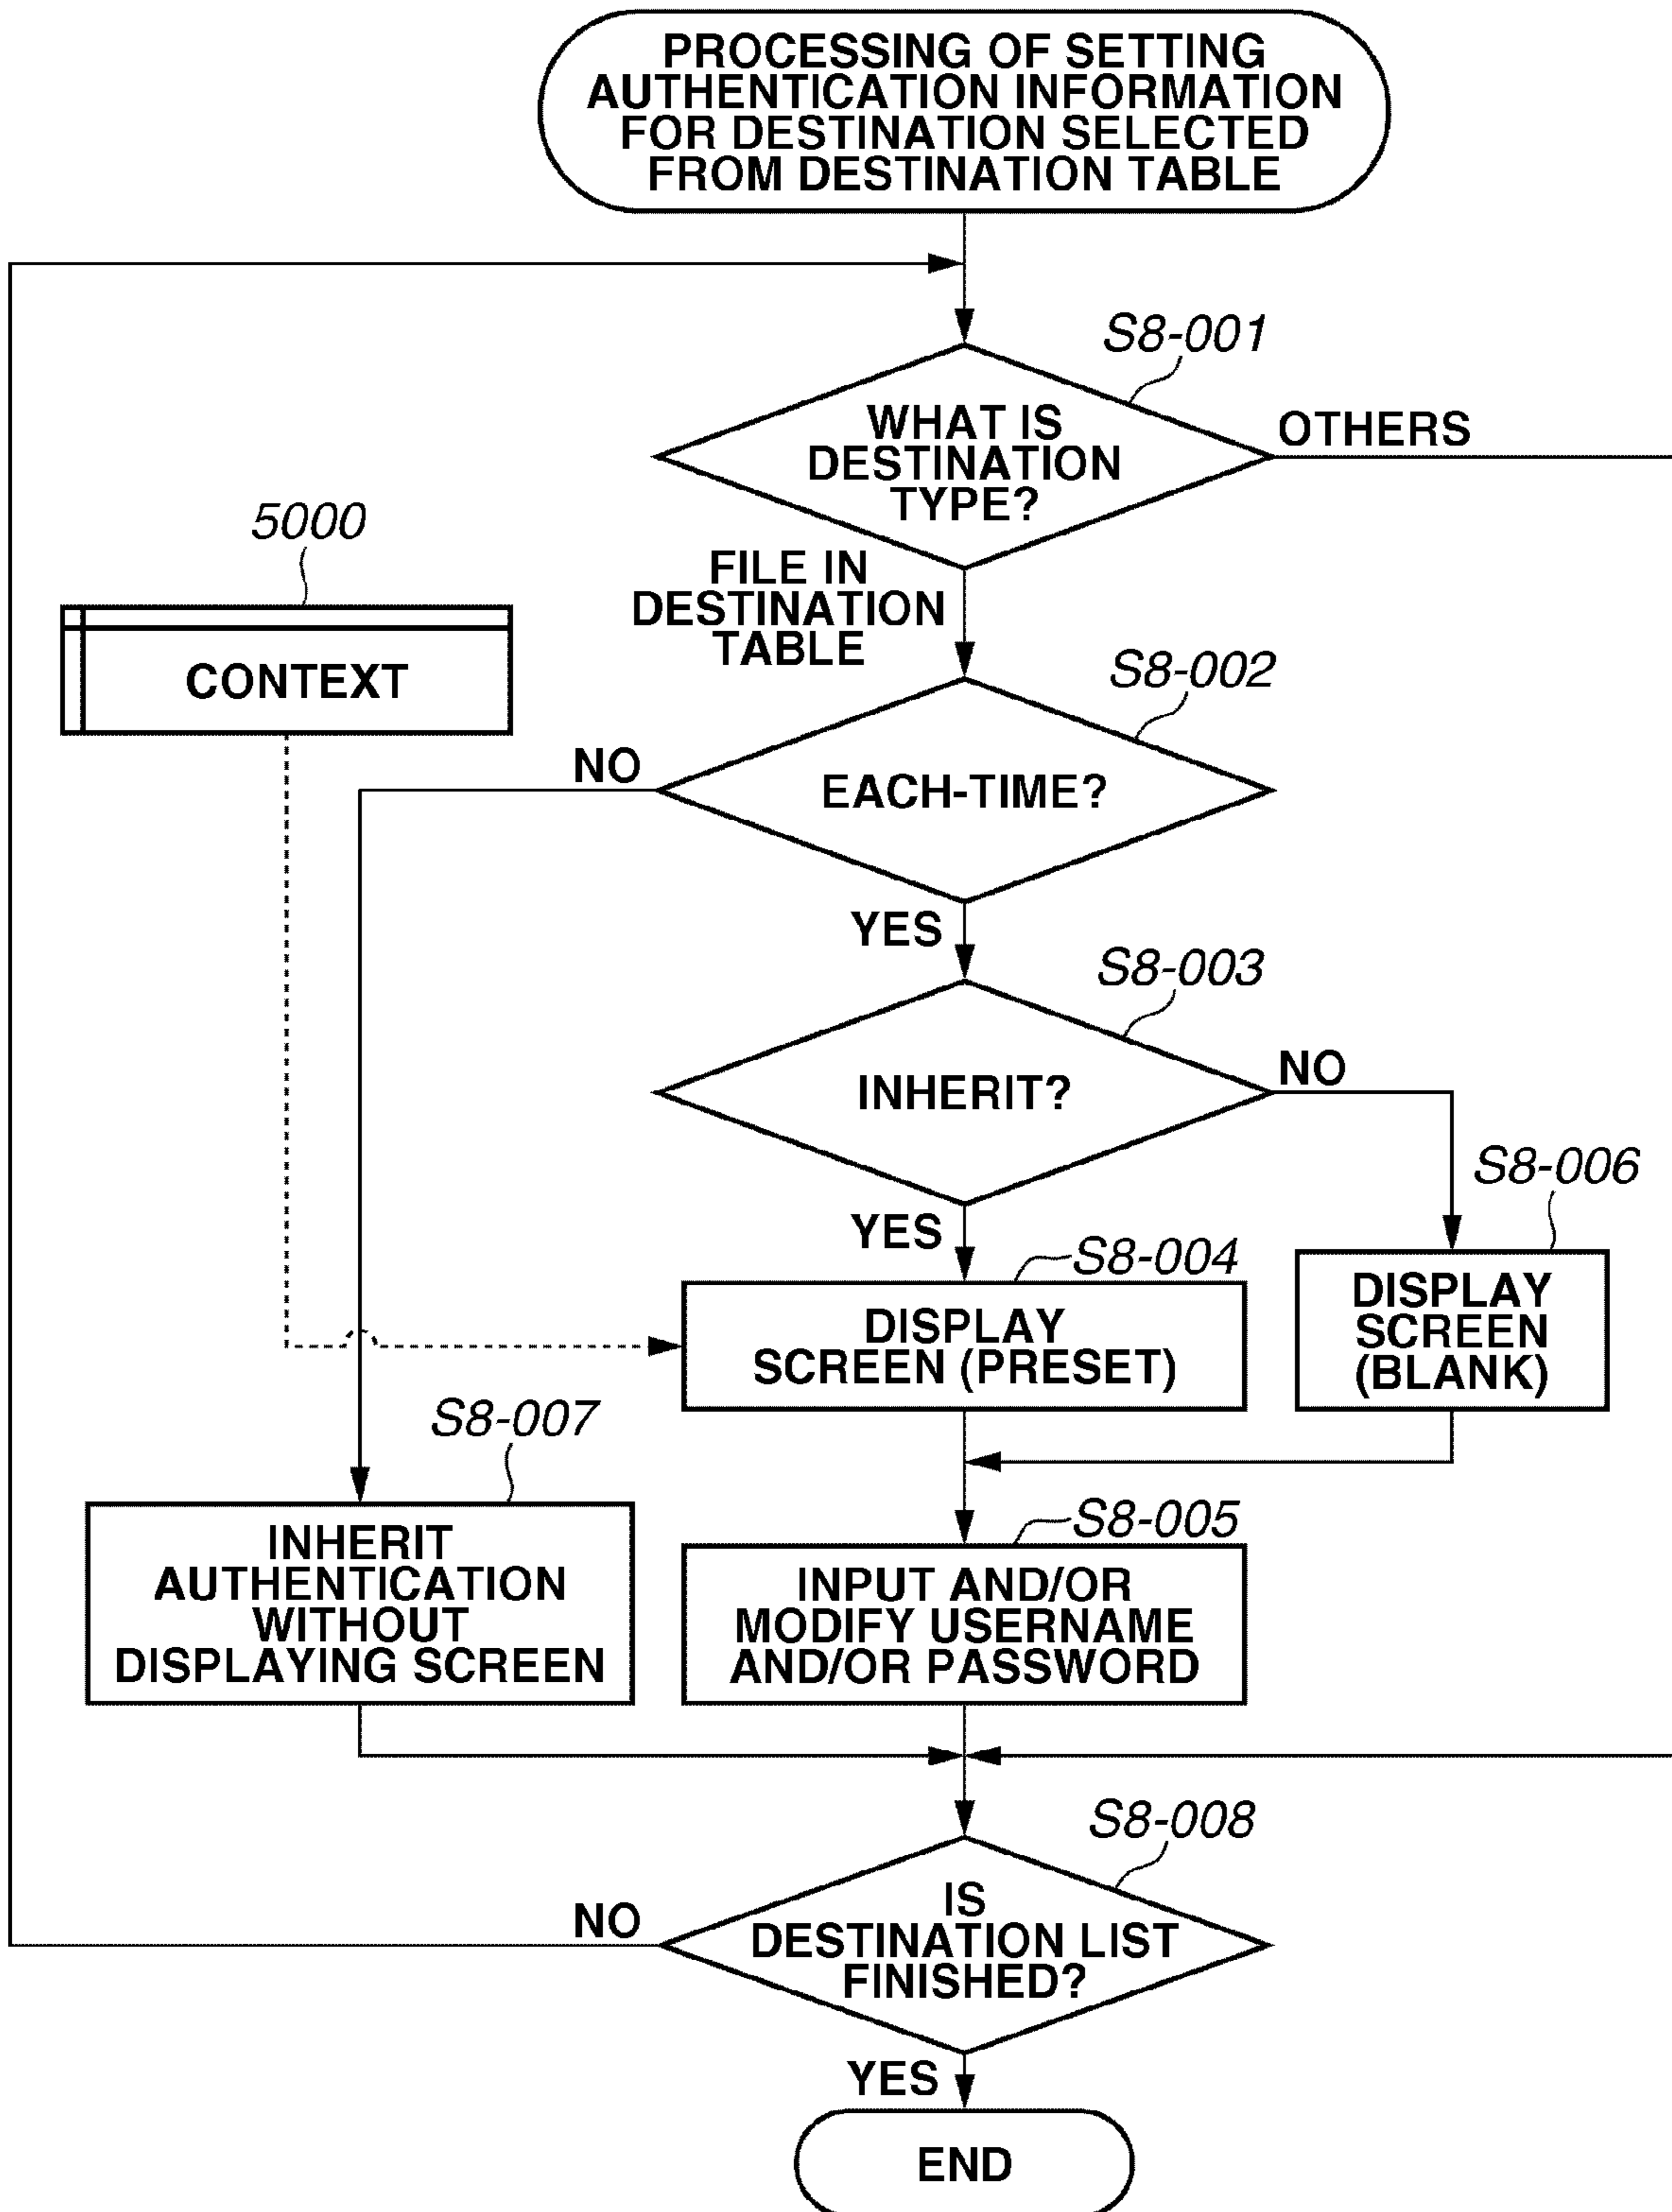 PROCESSING OF SETTING
AUTHENTICATION INFORMATION
FOR DESTINATION SELECTED
FROM DESTINATION TABLE
S8-001
WHAT IS
DESTINATION
TYPE?
OTHERS
FILE IN
DESTINATION
TABLE
5000
CONTEXT
S8-002
EACH-TIME?
NO
YES
S8-003
INHERIT?
NO
YES
S8-006
DISPLAY
SCREEN
(BLANK)
S8-004
DISPLAY
SCREEN (PRESET)
S8-007
INHERIT
AUTHENTICATION
WITHOUT
DISPLAYING SCREEN
S8-005
INPUT AND/OR
MODIFY USERNAME
AND/OR PASSWORD
S8-008
IS
DESTINATION LIST
FINISHED?
NO
YES
END